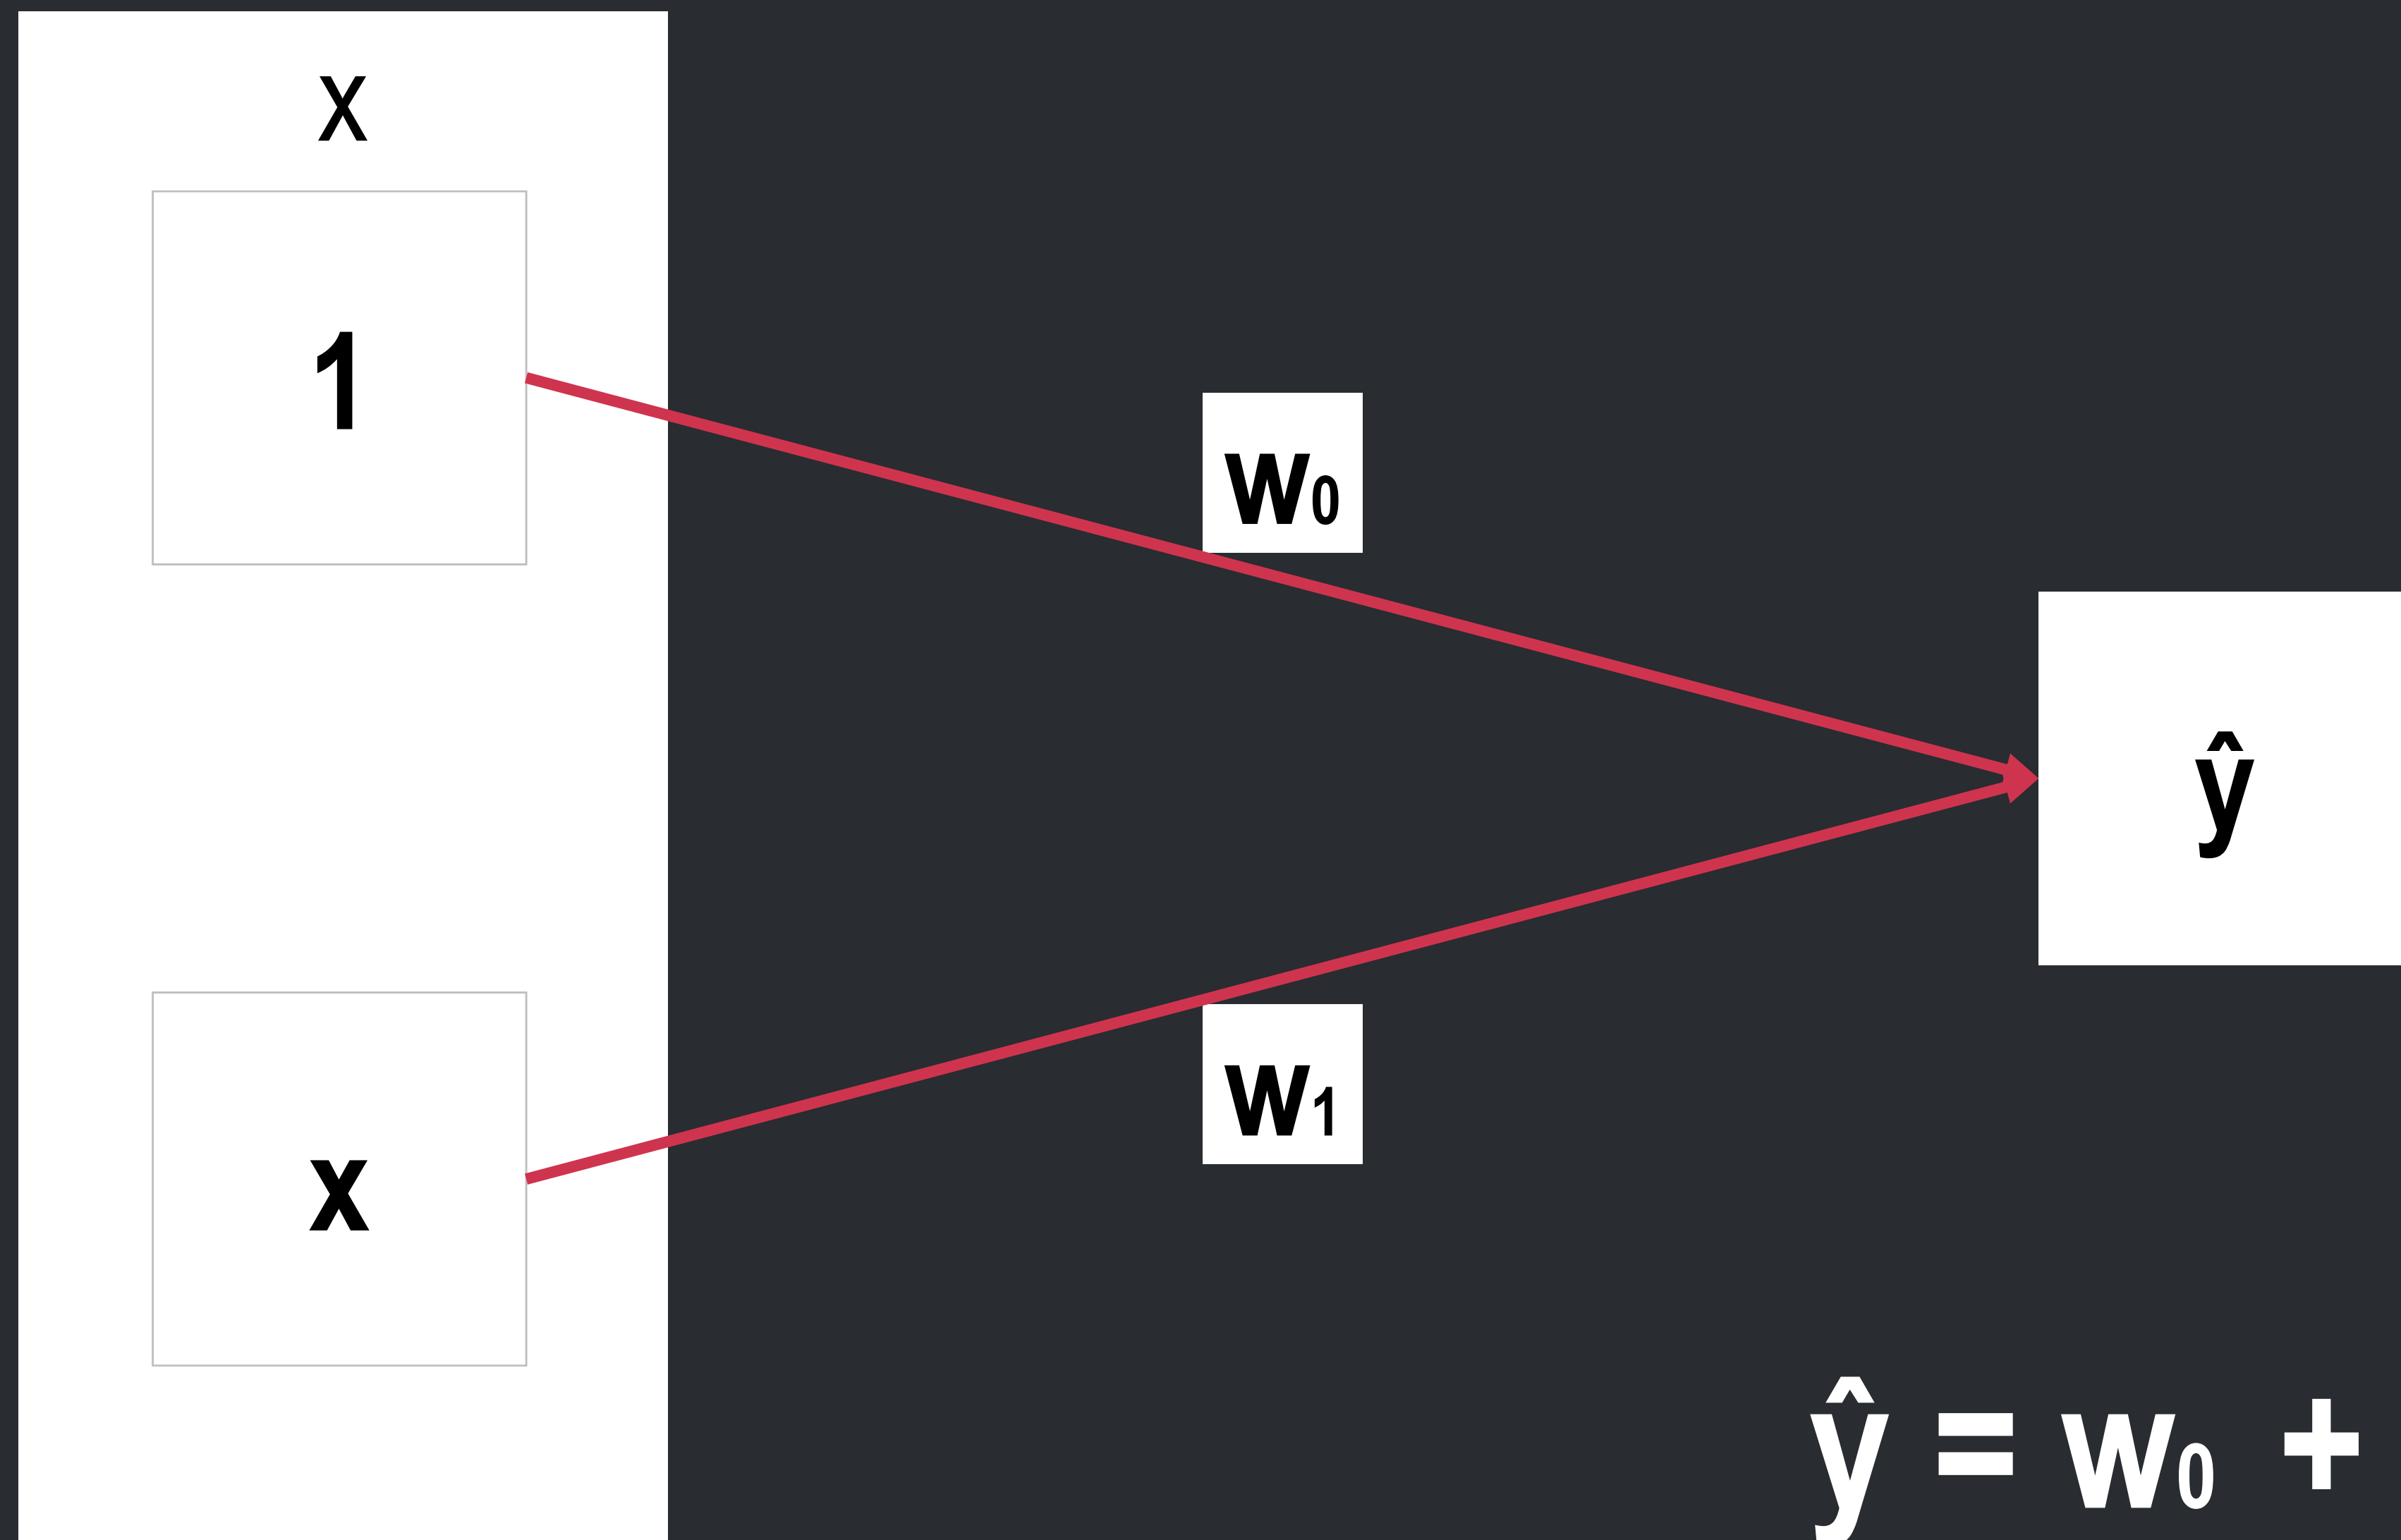 X
1
w₀
ŷ
x
w₁
ŷ = w₀ +